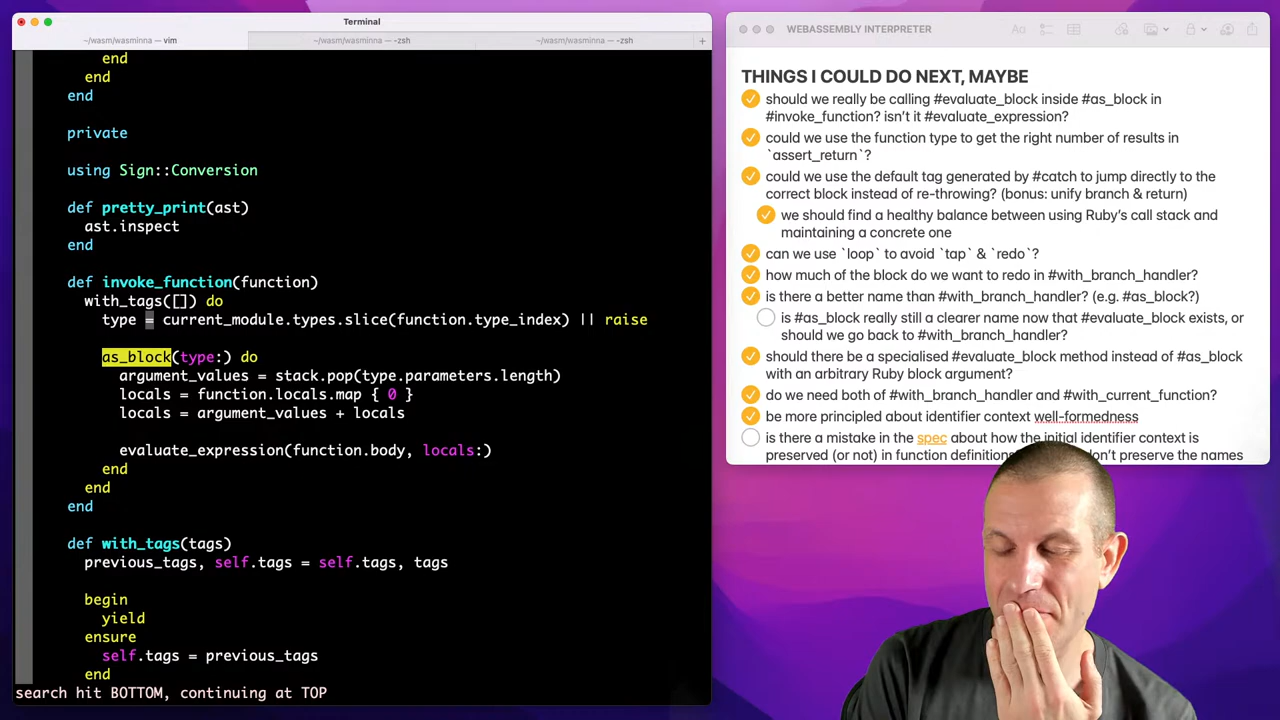 Terminal
~/wasm/wasminna — vim
~/wasm/wasminna — -zsh
~/wasm/wasminna — -zsh
+
end
end
end
private
using Sign::Conversion
def pretty_print(ast)
ast.inspect
end
def invoke_function(function)
with_tags([]) do
type = current_module.types.slice(function.type_index) || raise
as_block(type:) do
argument_values = stack.pop(type.parameters.length)
locals = function.locals.map { 0 }
locals = argument_values + locals
evaluate_expression(function.body, locals:)
end
end
end
def with_tags(tags)
previous_tags, self.tags = self.tags, tags
begin
yield
ensure
self.tags = previous_tags
end
search hit BOTTOM, continuing at TOP
WEBASSEMBLY INTERPRETER
Aa
THINGS I COULD DO NEXT, MAYBE
should we really be calling #evaluate_block inside #as_block in
#invoke_function? isn’t it #evaluate_expression?
could we use the function type to get the right number of results in
`assert_return`?
could we use the default tag generated by #catch to jump directly to the
correct block instead of re-throwing? (bonus: unify branch & return)
we should find a healthy balance between using Ruby’s call stack and
maintaining a concrete one
can we use `loop` to avoid `tap` & `redo`?
how much of the block do we want to redo in #with_branch_handler?
is there a better name than #with_branch_handler? (e.g. #as_block?)
is #as_block really still a clearer name now that #evaluate_block exists, or
should we go back to #with_branch_handler?
should there be a specialised #evaluate_block method instead of #as_block
with an arbitrary Ruby block argument?
do we need both of #with_branch_handler and #with_current_function?
be more principled about identifier context well-formedness
is there a mistake in the spec about how the initial identifier context is
preserved (or not) in function definitions? don’t preserve the names